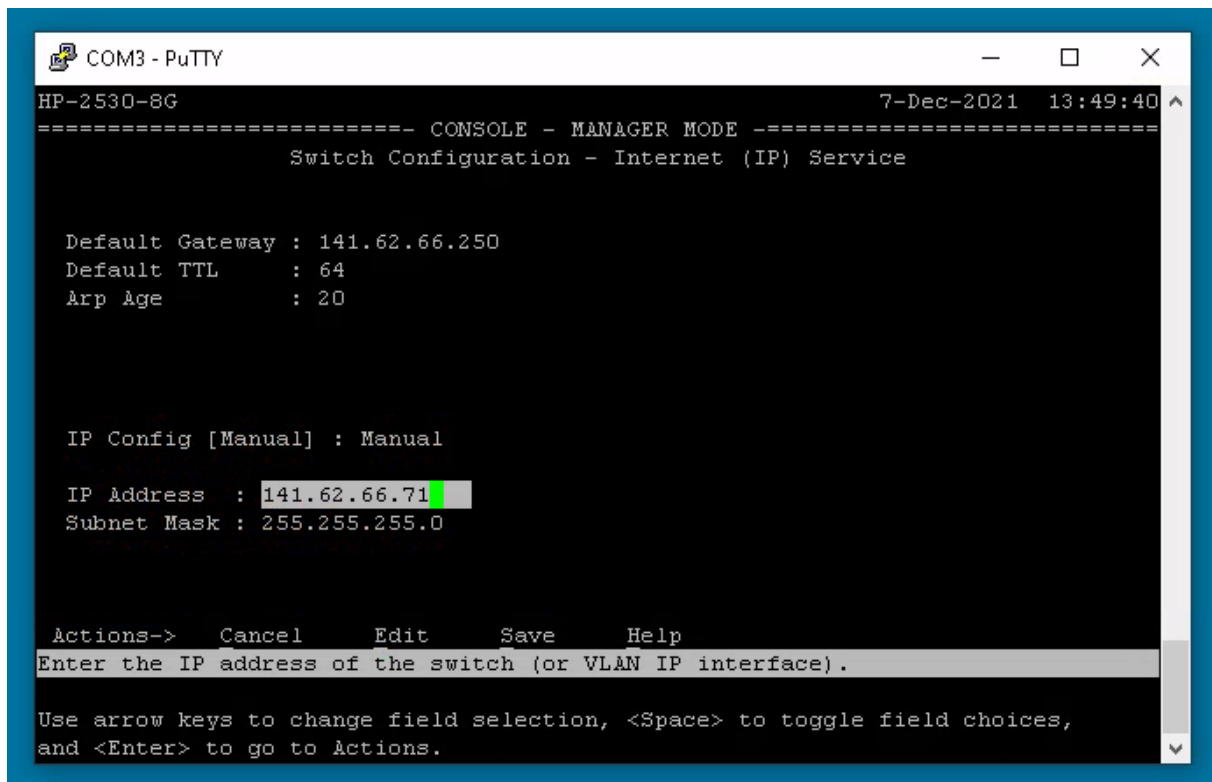 COM3 - PuTTY
HP-2530-8G 7-Dec-2021 13:49:40
==========================- CONSOLE - MANAGER MODE -============================
Switch Configuration - Internet (IP) Service
Default Gateway : 141.62.66.250
Default TTL : 64
Arp Age : 20
IP Config [Manual] : Manual
IP Address : 141.62.66.71
Subnet Mask : 255.255.255.0
Actions-> Cancel Edit Save Help
Enter the IP address of the switch (or VLAN IP interface).
Use arrow keys to change field selection, <Space> to toggle field choices,
and <Enter> to go to Actions.